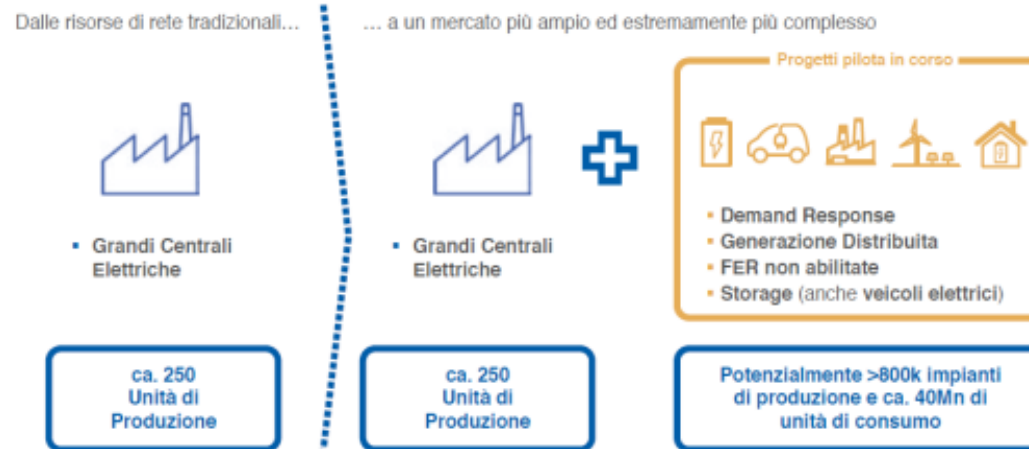 Dalle risorse di rete tradizionali…
… a un mercato più ampio ed estremamente più complesso
Progetti pilota in corso
▪ Grandi Centrali
Elettriche
▪ Grandi Centrali
Elettriche
▪ Demand Response
▪ Generazione Distribuita
▪ FER non abilitate
▪ Storage (anche veicoli elettrici)
ca. 250
Unità di
Produzione
ca. 250
Unità di
Produzione
Potenzialmente >800k impianti
di produzione e ca. 40Mn di
unità di consumo